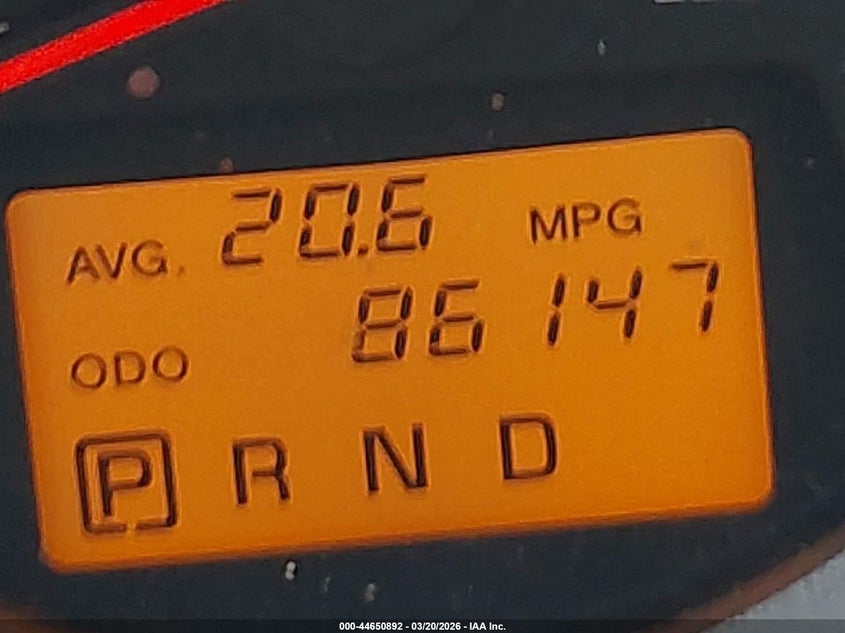 AVG. 20.6 MPG
ODO 86147
P R N D
000-44650892 - 03/20/2026 - IAA Inc.